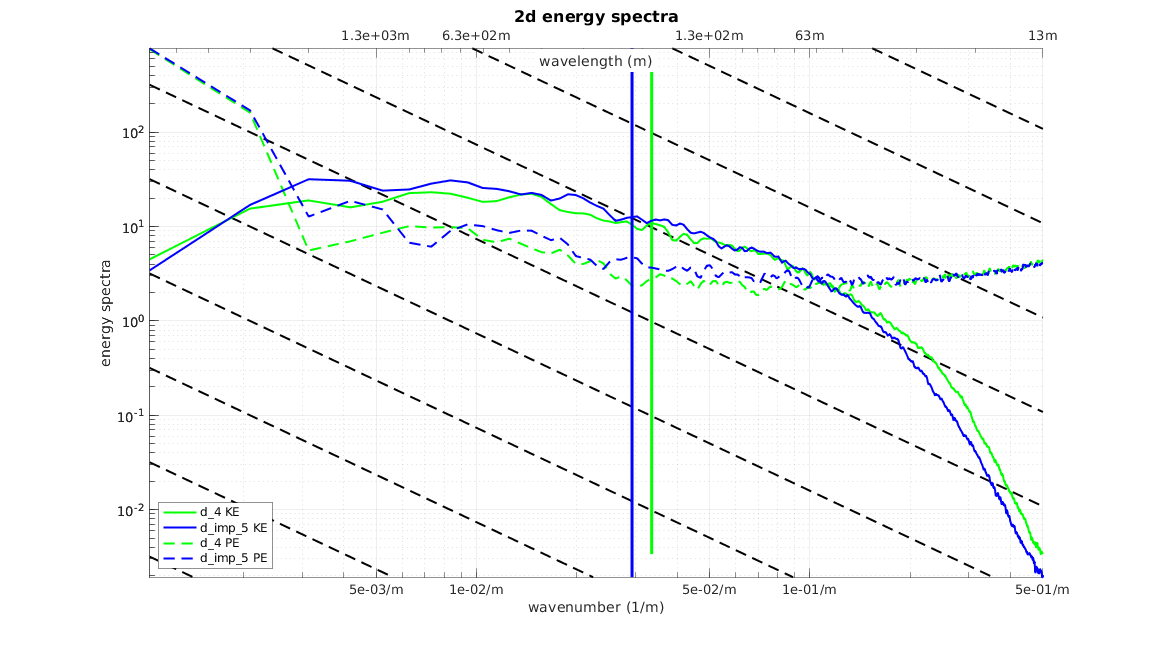 2d energy spectra
1.3e+03m 6.3e+02m 1.3e+02m 63m 13m
wavelength (m)
10²
10¹
10⁰
10⁻¹
10⁻²
energy spectra
d_4 KE
d_imp_5 KE
d_4 PE
d_imp_5 PE
5e-03/m 1e-02/m 5e-02/m 1e-01/m 5e-01/m
wavenumber (1/m)